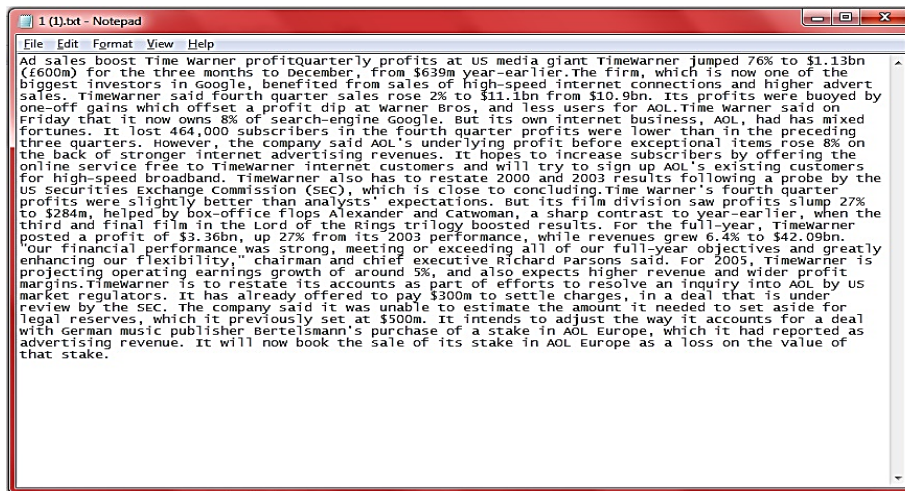 1 (1).txt - Notepad
File Edit Format View Help
Ad sales boost Time Warner profitQuarterly profits at US media giant TimeWarner jumped 76% to $1.13bn
(£600m) for the three months to December, from $639m year-earlier.The firm, which is now one of the
biggest investors in Google, benefited from sales of high-speed internet connections and higher advert
sales. TimeWarner said fourth quarter sales rose 2% to $11.1bn from $10.9bn. Its profits were buoyed by
one-off gains which offset a profit dip at Warner Bros, and less users for AOL.Time Warner said on
Friday that it now owns 8% of search-engine Google. But its own internet business, AOL, had has mixed
fortunes. It lost 464,000 subscribers in the fourth quarter profits were lower than in the preceding
three quarters. However, the company said AOL's underlying profit before exceptional items rose 8% on
the back of stronger internet advertising revenues. It hopes to increase subscribers by offering the
online service free to TimeWarner internet customers and will try to sign up AOL's existing customers
for high-speed broadband. TimeWarner also has to restate 2000 and 2003 results following a probe by the
US Securities Exchange Commission (SEC), which is close to concluding.Time Warner's fourth quarter
profits were slightly better than analysts' expectations. But its film division saw profits slump 27%
to $284m, helped by box-office flops Alexander and Catwoman, a sharp contrast to year-earlier, when the
third and final film in the Lord of the Rings trilogy boosted results. For the full-year, TimeWarner
posted a profit of $3.36bn, up 27% from its 2003 performance, while revenues grew 6.4% to $42.09bn.
"Our financial performance was strong, meeting or exceeding all of our full-year objectives and greatly
enhancing our flexibility," chairman and chief executive Richard Parsons said. For 2005, TimeWarner is
projecting operating earnings growth of around 5%, and also expects higher revenue and wider profit
margins.TimeWarner is to restate its accounts as part of efforts to resolve an inquiry into AOL by US
market regulators. It has already offered to pay $300m to settle charges, in a deal that is under
review by the SEC. The company said it was unable to estimate the amount it needed to set aside for
legal reserves, which it previously set at $500m. It intends to adjust the way it accounts for a deal
with German music publisher Bertelsmann's purchase of a stake in AOL Europe, which it had reported as
advertising revenue. It will now book the sale of its stake in AOL Europe as a loss on the value of
that stake.